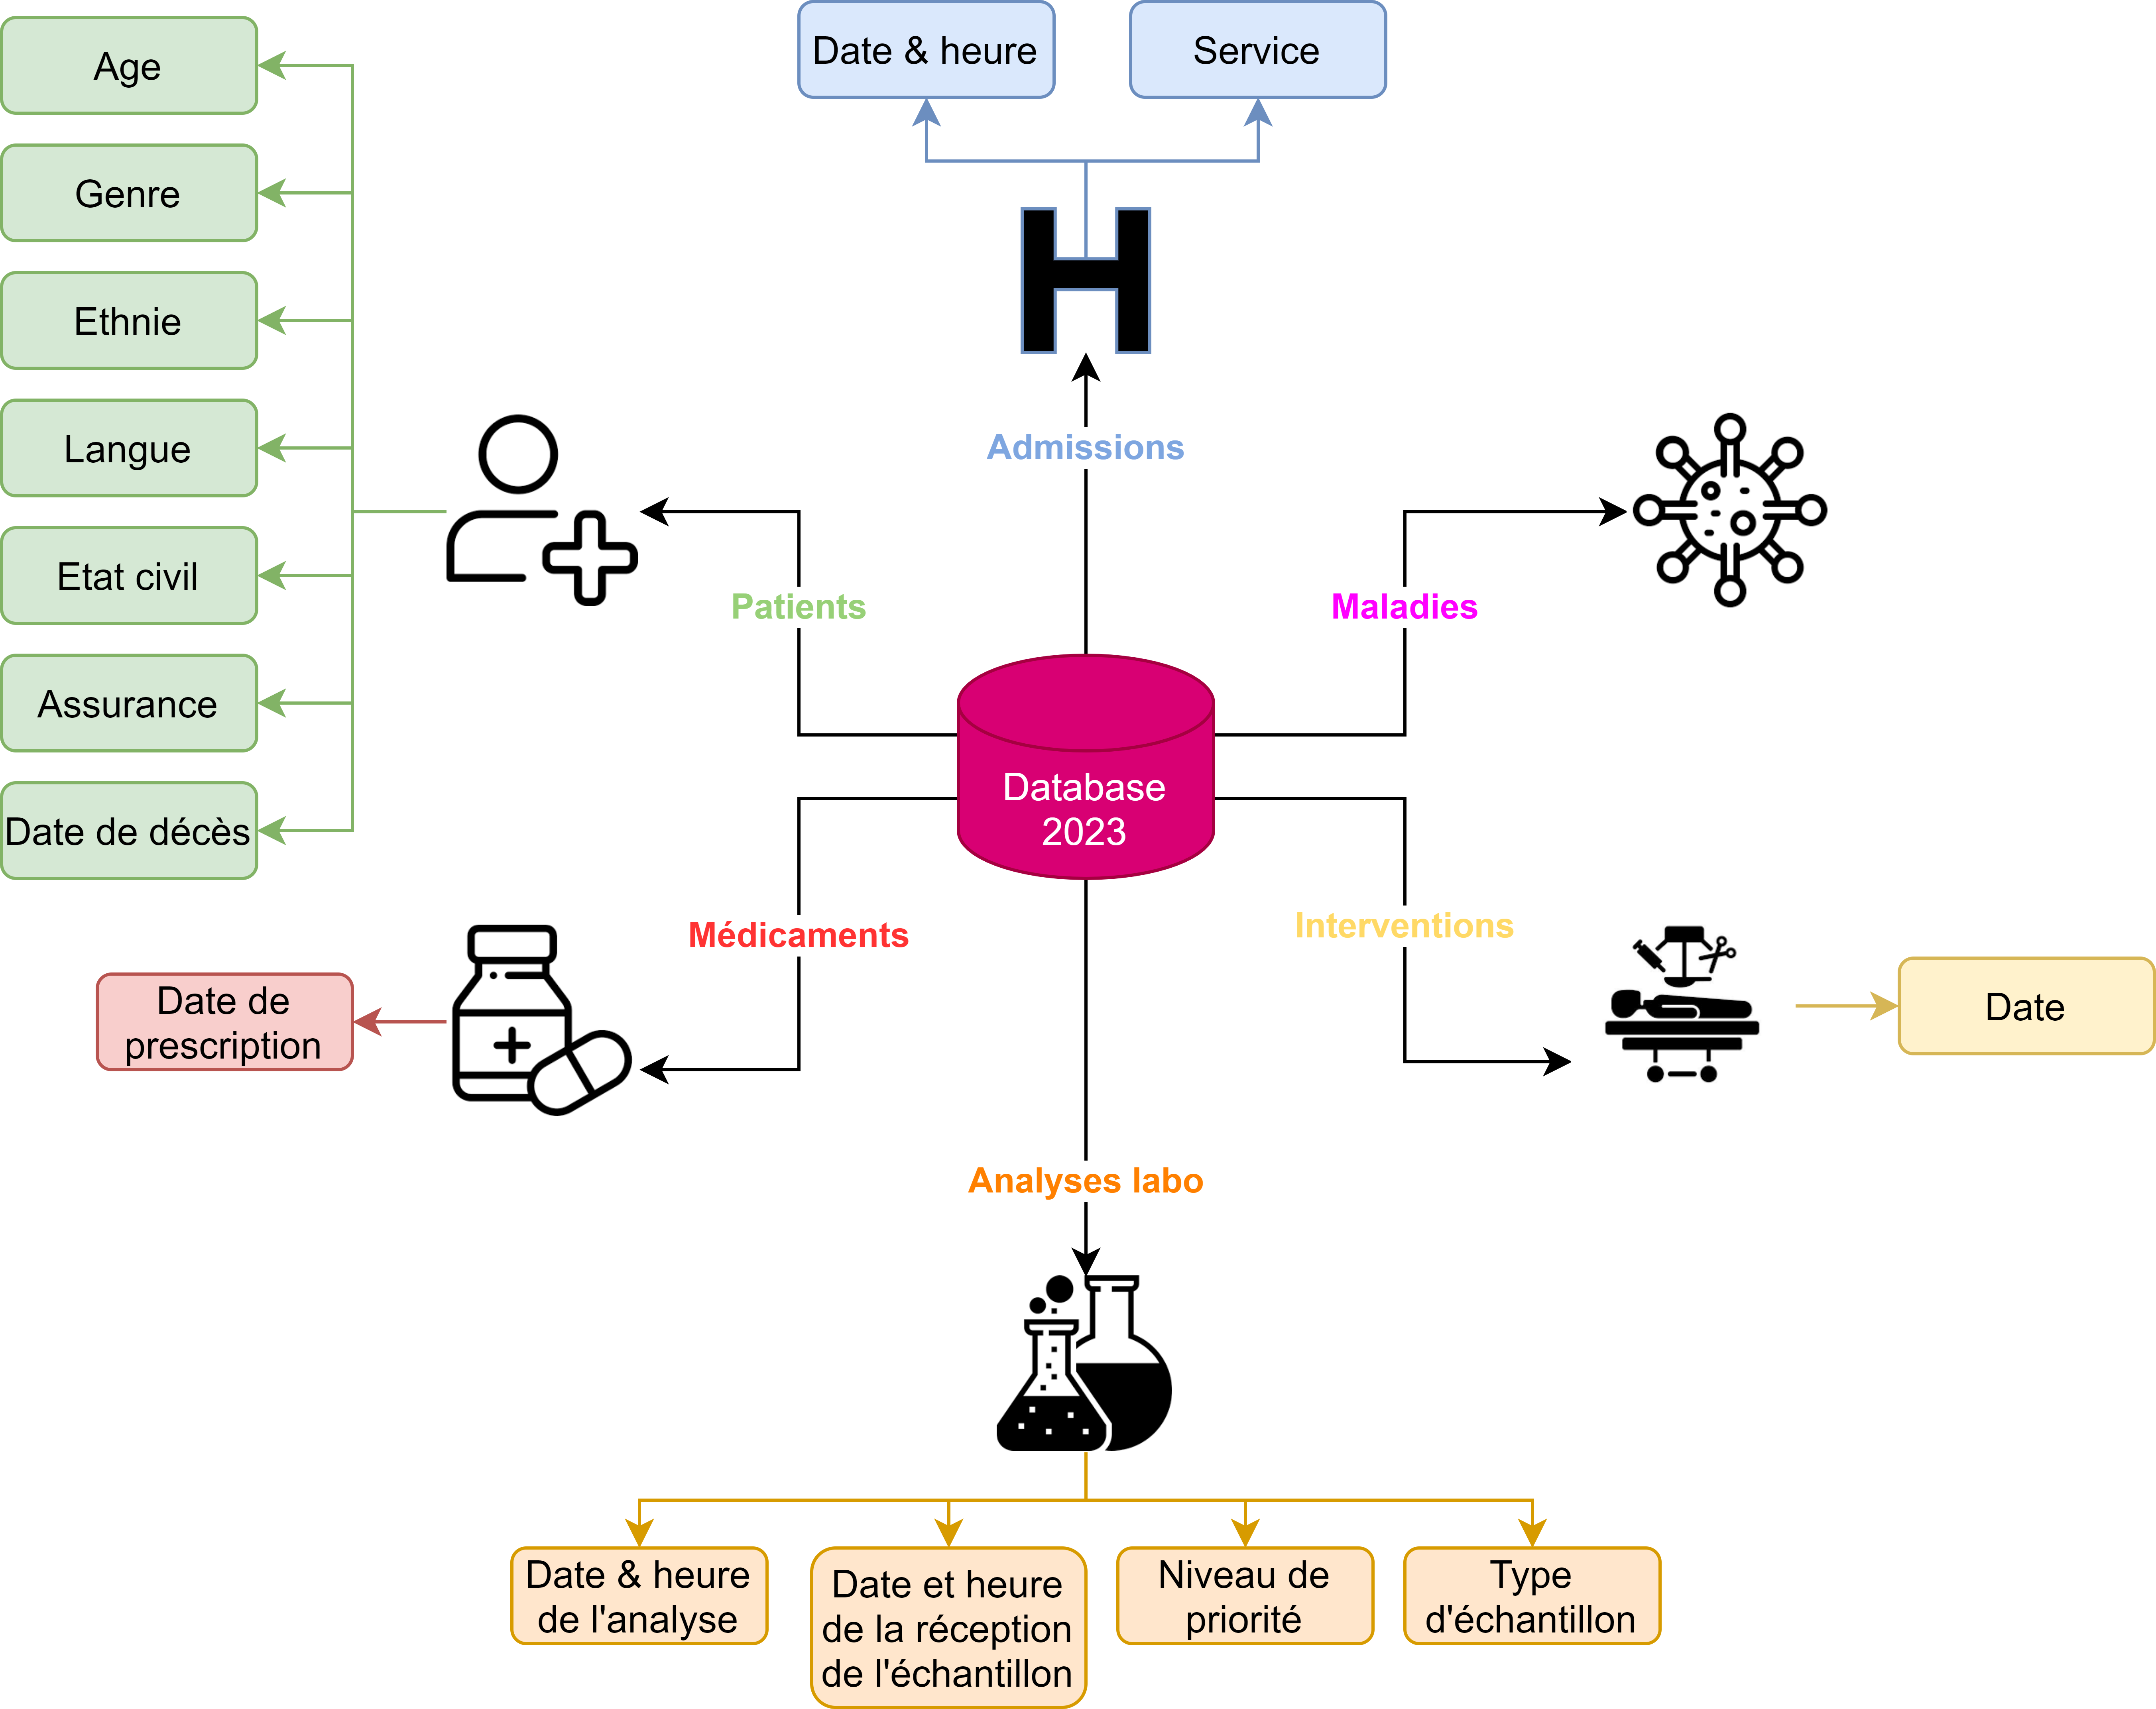 Age
Genre
Ethnie
Langue
Etat civil
Assurance
Date de décès
Date & heure
Service
Admissions
Patients
Maladies
Database
2023
Médicaments
Interventions
Date de
prescription
Date
Analyses labo
Date & heure
de l'analyse
Date et heure
de la réception
de l'échantillon
Niveau de
priorité
Type
d'échantillon